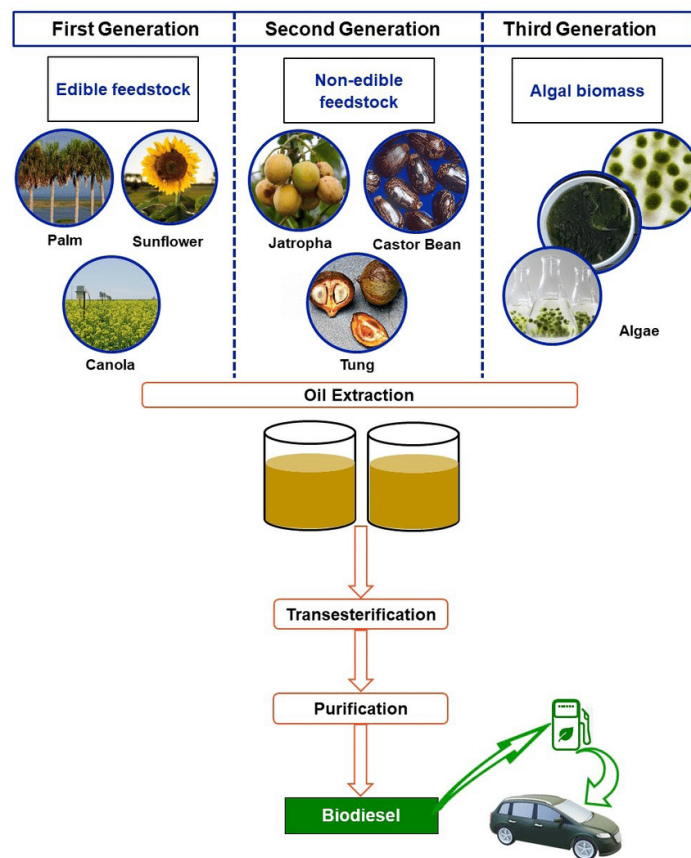 First Generation
Second Generation
Third Generation
Edible feedstock
Non-edible
feedstock
Algal biomass
Palm
Sunflower
Jatropha
Castor Bean
Canola
Tung
Algae
Oil Extraction
Transesterification
Purification
Biodiesel